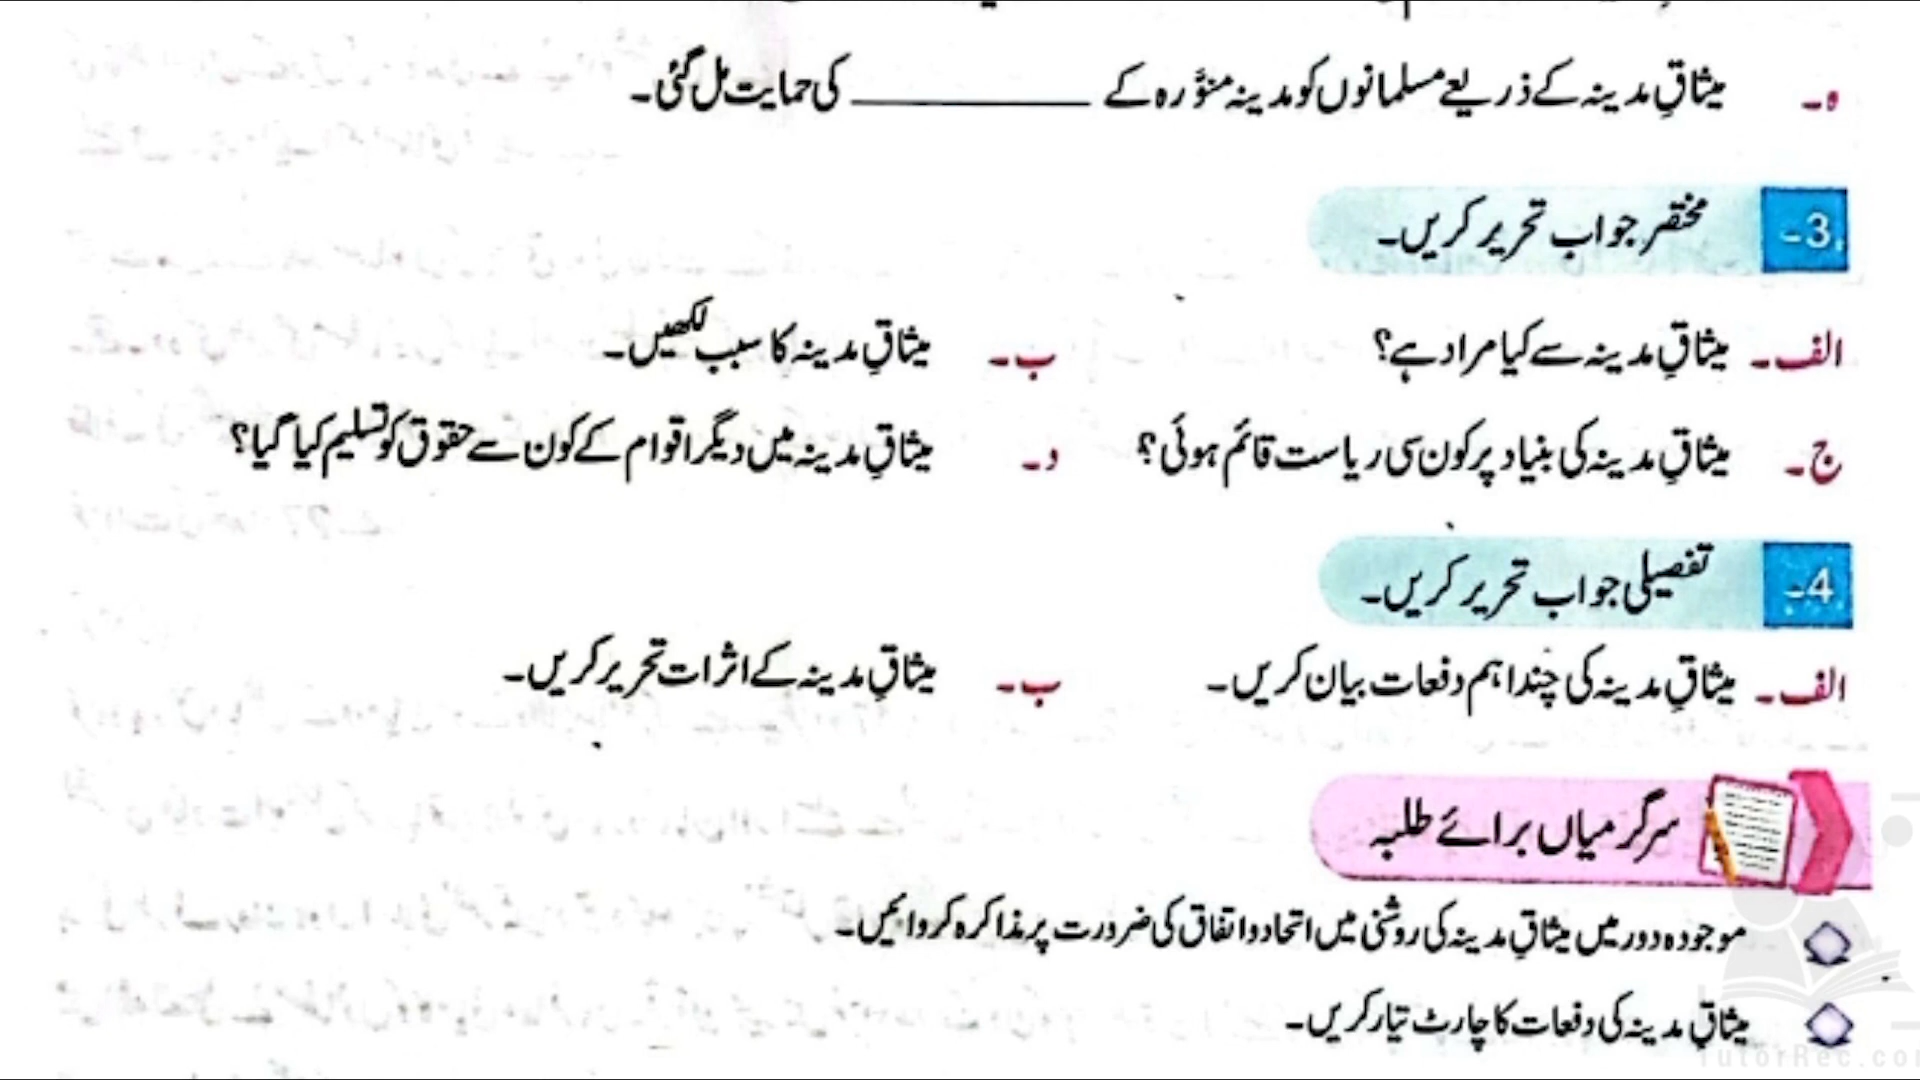 ہ۔ میثاقِ مدینہ کے ذریعے مسلمانوں کو مدینہ منوَّرہ کے ____________ کی حمایت مل گئی۔
3- مختصر جواب تحریر کریں۔
الف۔ میثاقِ مدینہ سے کیا مراد ہے؟ ب۔ میثاقِ مدینہ کا سبب لکھیں۔
ج۔ میثاقِ مدینہ کی بنیاد پر کون سی ریاست قائم ہوئی؟ د۔ میثاقِ مدینہ میں دیگر اقوام کے کون سے حقوق کو تسلیم کیا گیا؟
4- تفصیلی جواب تحریر کریں۔
الف۔ میثاقِ مدینہ کی چند اہم دفعات بیان کریں۔ ب۔ میثاقِ مدینہ کے اثرات تحریر کریں۔
سرگرمیاں برائے طلبہ
موجودہ دور میں میثاقِ مدینہ کی روشنی میں اتحاد و اتفاق کی ضرورت پر مذاکرہ کروائیں۔
میثاقِ مدینہ کی دفعات کا چارٹ تیار کریں۔
TutorRec.com